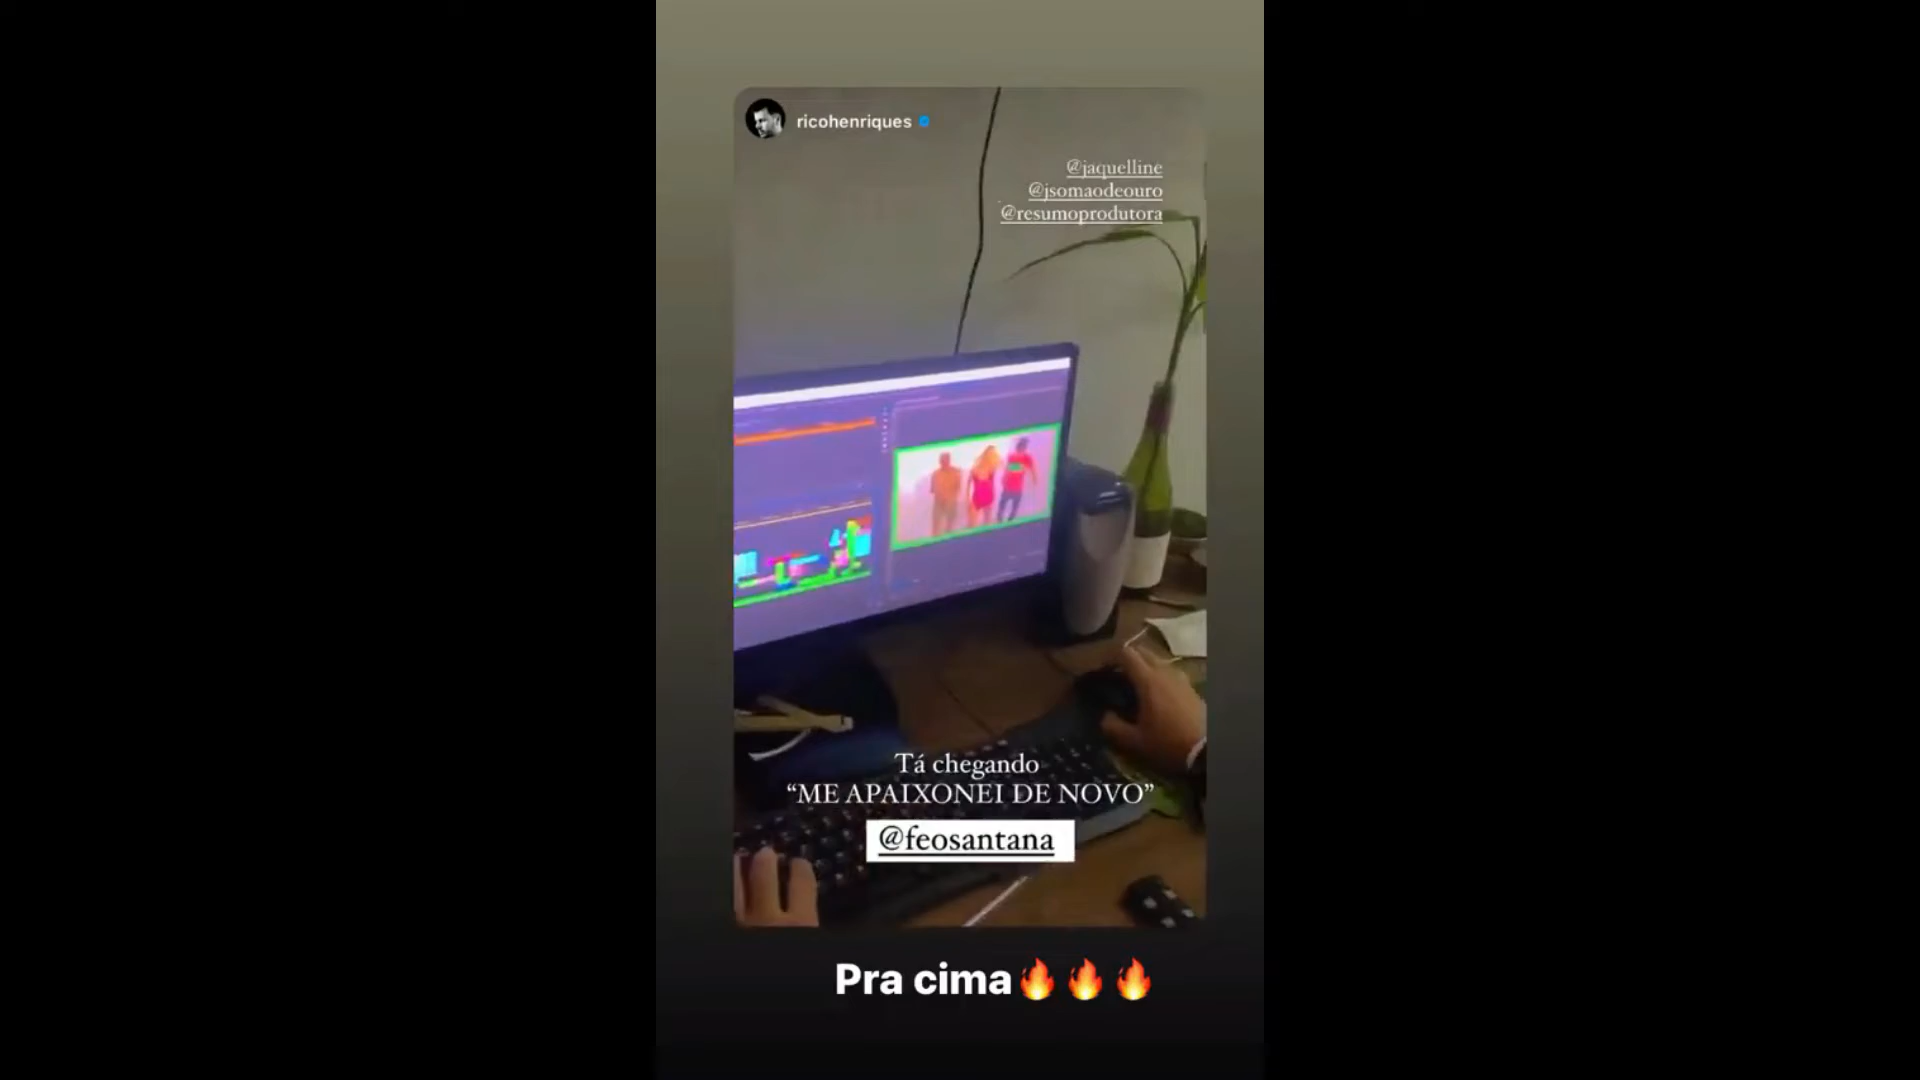 ricohenriques
@jaquelline
@jsomaodeouro
@resumoprodutora
Tá chegando
“ME APAIXONEI DE NOVO”
@feosantana
Pra cima🔥🔥🔥